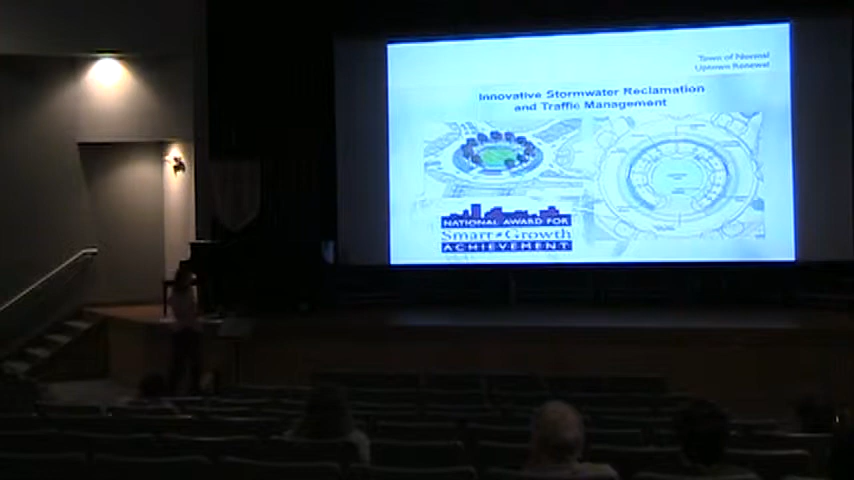 Town of Normal
Uptown Renewal
Innovative Stormwater Reclamation
and Traffic Management
NATIONAL AWARD FOR
Smart Growth
ACHIEVEMENT